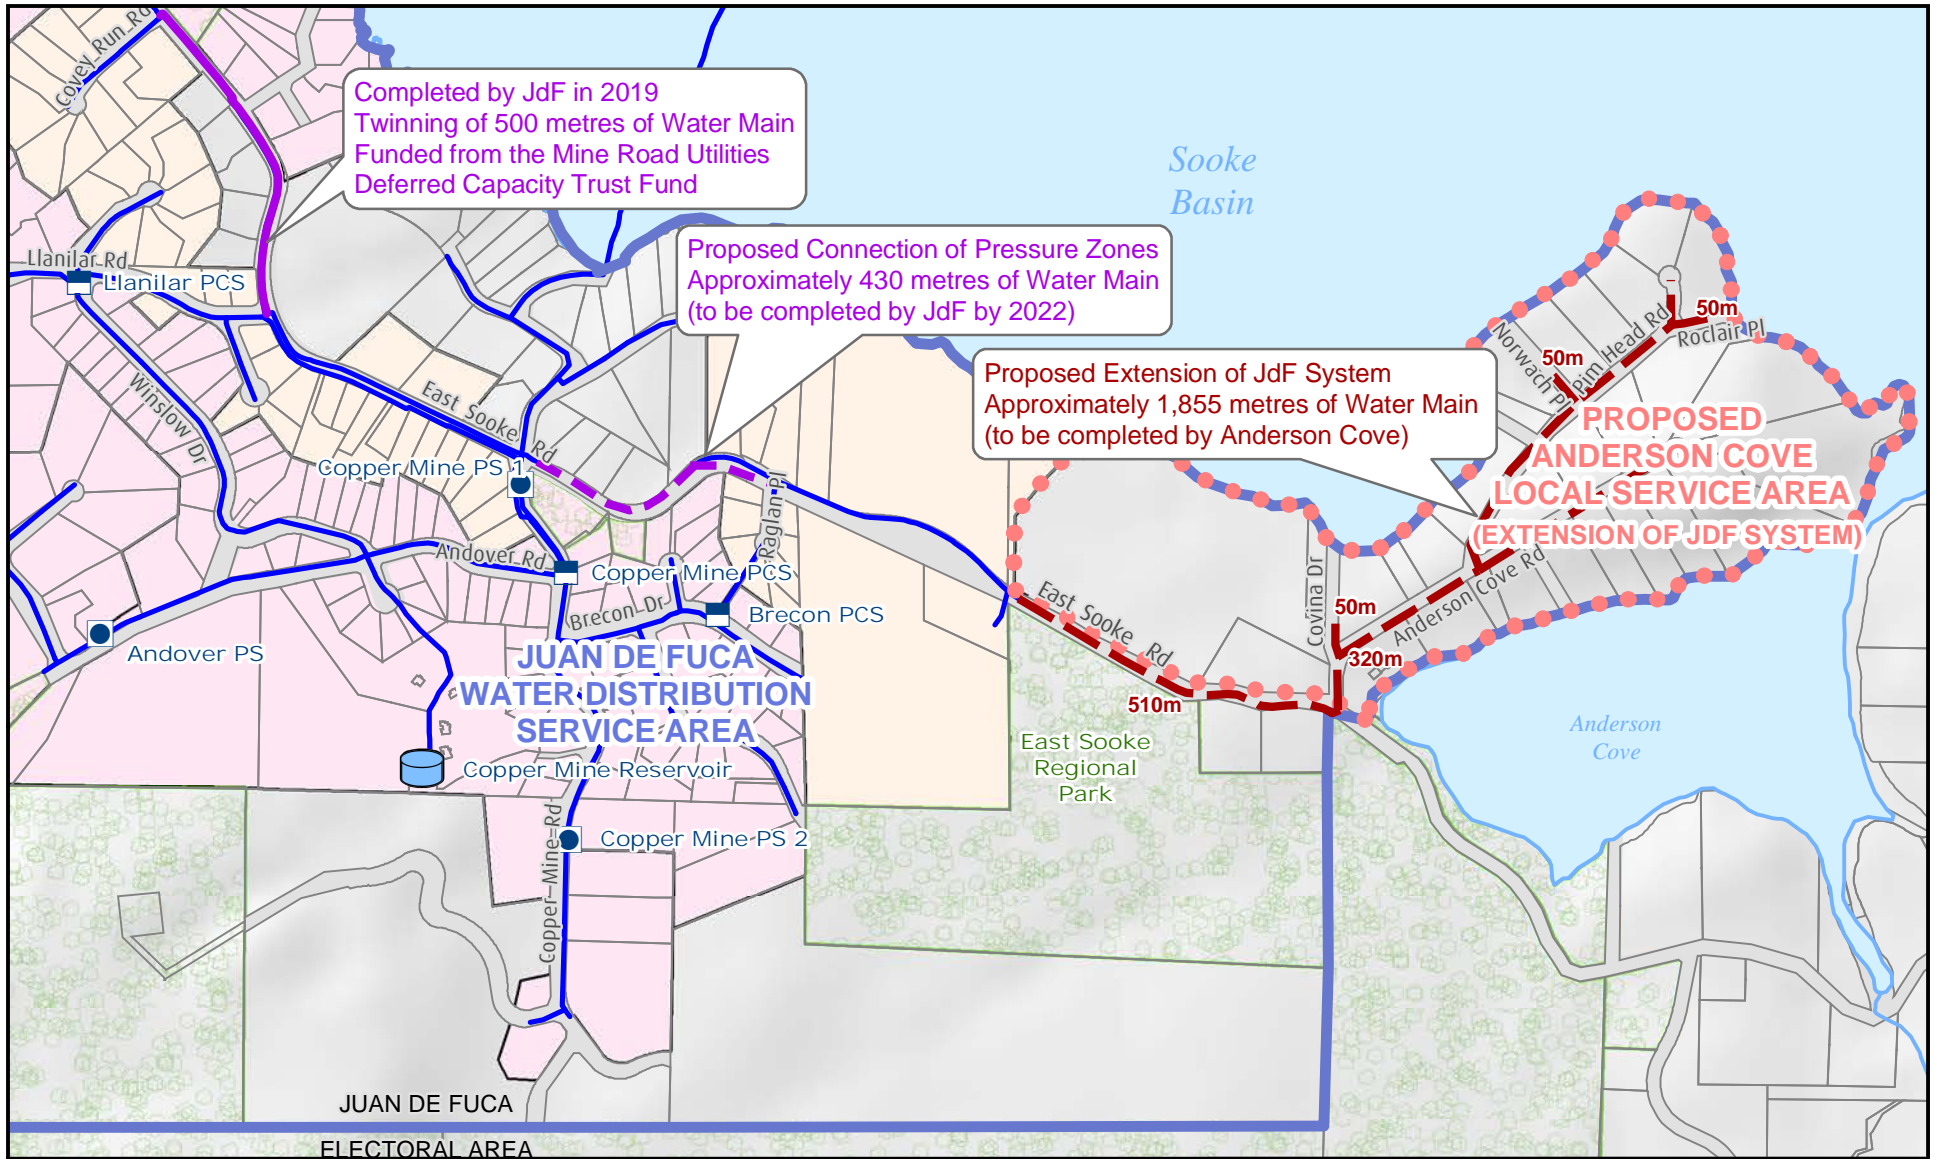 Covey Run Rd
Completed by JdF in 2019
Twinning of 500 metres of Water Main
Funded from the Mine Road Utilities
Deferred Capacity Trust Fund
Sooke
Basin
Llanilar Rd
Llanilar PCS
Proposed Connection of Pressure Zones
Approximately 430 metres of Water Main
(to be completed by JdF by 2022)
50m
Roclair Pl
Pim Head Rd
Norwach Pl
50m
Proposed Extension of JdF System
Approximately 1,855 metres of Water Main
(to be completed by Anderson Cove)
Winslow Dr
East Sooke Rd
PROPOSED
ANDERSON COVE
LOCAL SERVICE AREA
(EXTENSION OF JDF SYSTEM)
Copper Mine PS 1
Raglan Pl
Andover Rd
Copper Mine PCS
Brecon Dr
Brecon PCS
East Sooke Rd
Covina Dr
50m
Anderson Cove Rd
320m
Andover PS
JUAN DE FUCA
WATER DISTRIBUTION
SERVICE AREA
510m
East Sooke
Regional
Park
Anderson
Cove
Copper Mine Reservoir
Copper Mine Rd
Copper Mine PS 2
JUAN DE FUCA
ELECTORAL AREA